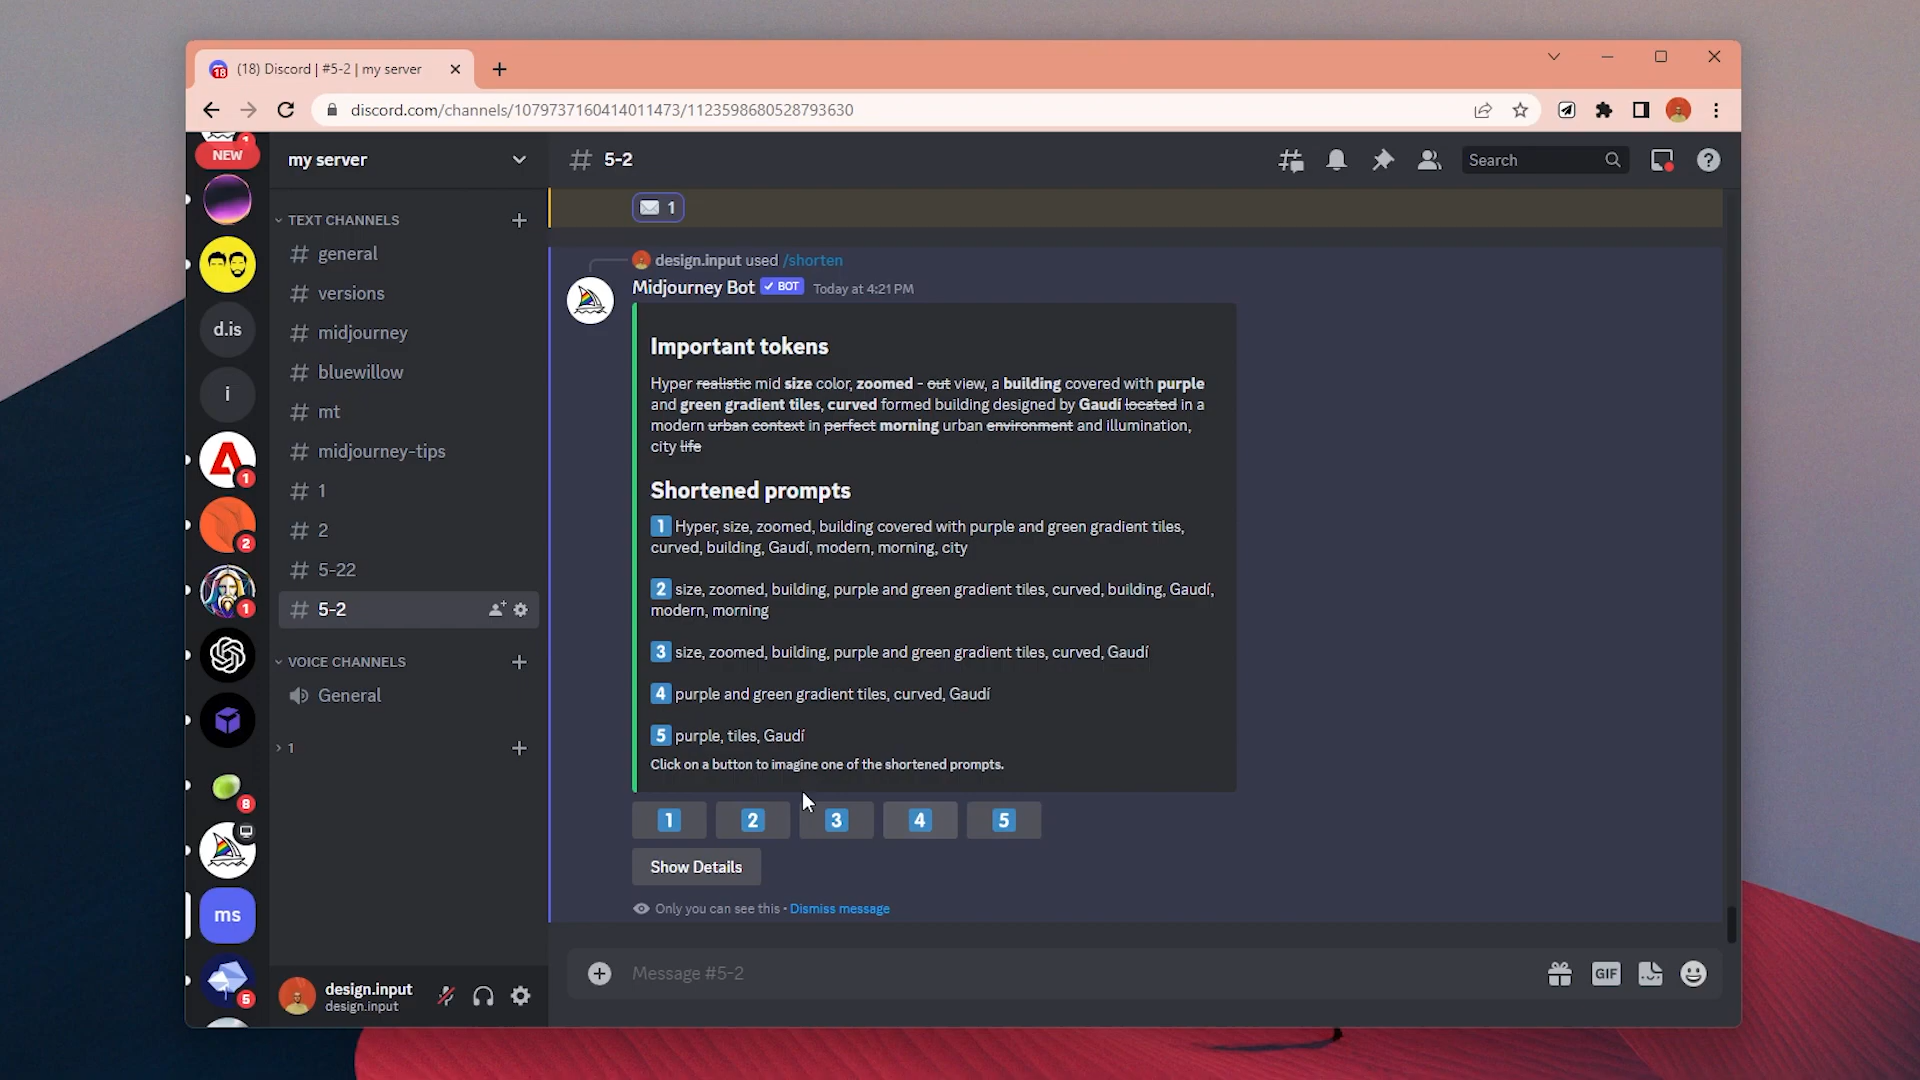 (18) Discord | #5-2 | my server
18
discord.com/channels/1079737160414011473/1123598680528793630
NEW
1
my server
# 5-2
Search
TEXT CHANNELS
general
versions
midjourney
bluewillow
mt
midjourney-tips
1
2
5-22
5-2
VOICE CHANNELS
General
1
d.is
i
1
2
1
8
ms
5
design.input
design.input
1
design.input used /shorten
Midjourney Bot BOT Today at 4:21 PM
Important tokens
Hyper realistic mid size color, zoomed - out view, a building covered with purple
and green gradient tiles, curved formed building designed by Gaudí located in a
modern urban context in perfect morning urban environment and illumination,
city life
Shortened prompts
1 Hyper, size, zoomed, building covered with purple and green gradient tiles,
curved, building, Gaudí, modern, morning, city
2 size, zoomed, building, purple and green gradient tiles, curved, building, Gaudí,
modern, morning
3 size, zoomed, building, purple and green gradient tiles, curved, Gaudí
4 purple and green gradient tiles, curved, Gaudí
5 purple, tiles, Gaudí
Click on a button to imagine one of the shortened prompts.
1 2 3 4 5
Show Details
Only you can see this • Dismiss message
Message #5-2
GIF